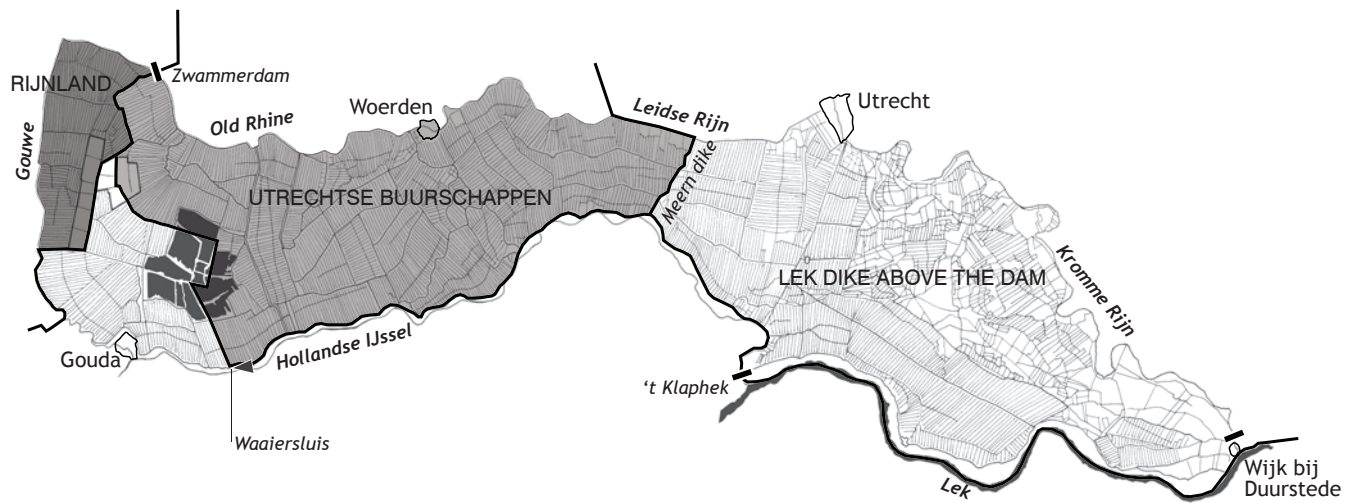 RIJNLAND
Zwammerdam
Gouwe
Old Rhine
Woerden
Leidse Rijn
Utrecht
Meern dike
UTRECHTSE BUURSCHAPPEN
LEK DIKE ABOVE THE DAM
Kromme Rijn
Gouda
Hollandse IJssel
‘t Klaphek
Waaiersluis
Lek
Wijk bij
Duurstede